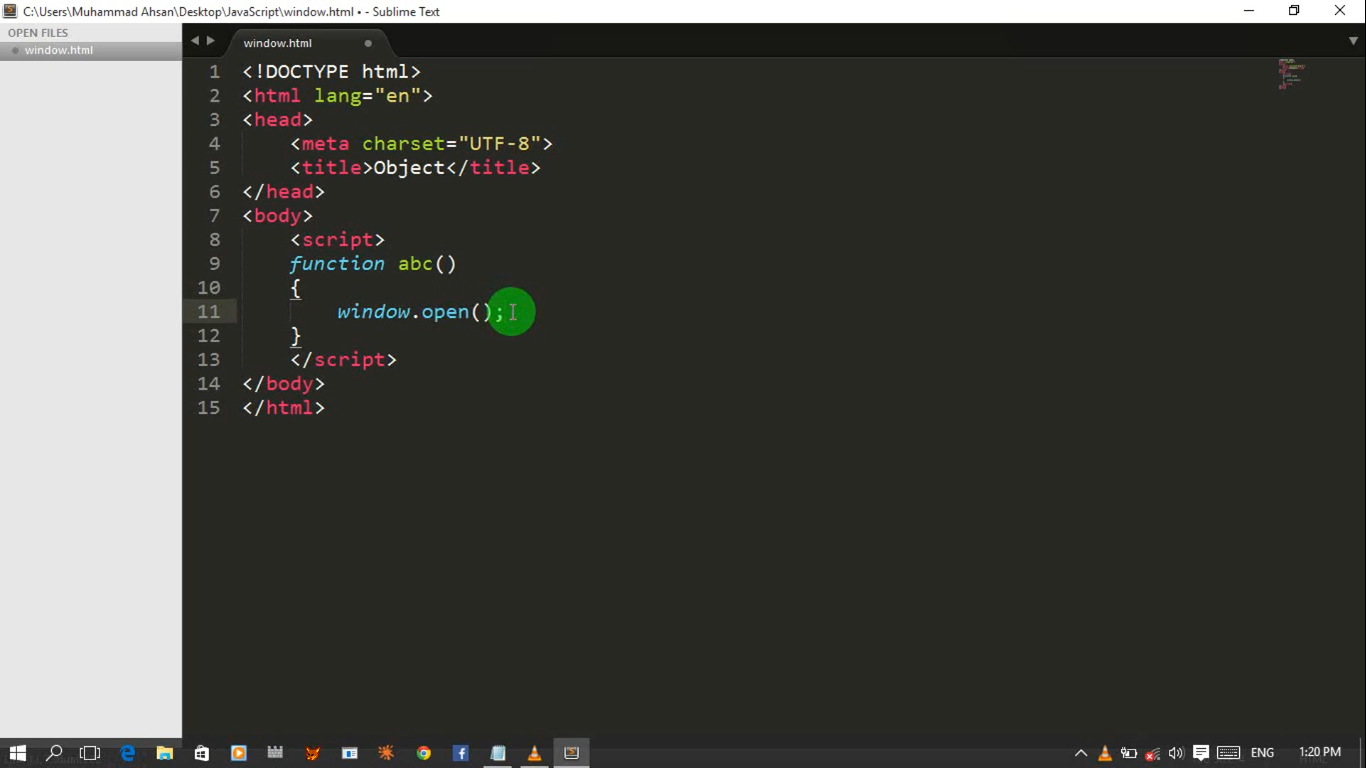 C:\Users\Muhammad Ahsan\Desktop\JavaScript\window.html • - Sublime Text
OPEN FILES
window.html
window.html
1 <!DOCTYPE html>
2 <html lang="en">
3 <head>
4 <meta charset="UTF-8">
5 <title>Object</title>
6 </head>
7 <body>
8 <script>
9 function abc()
10 {
11 window.open();
12 }
13 </script>
14 </body>
15 </html>
ENG
1:20 PM